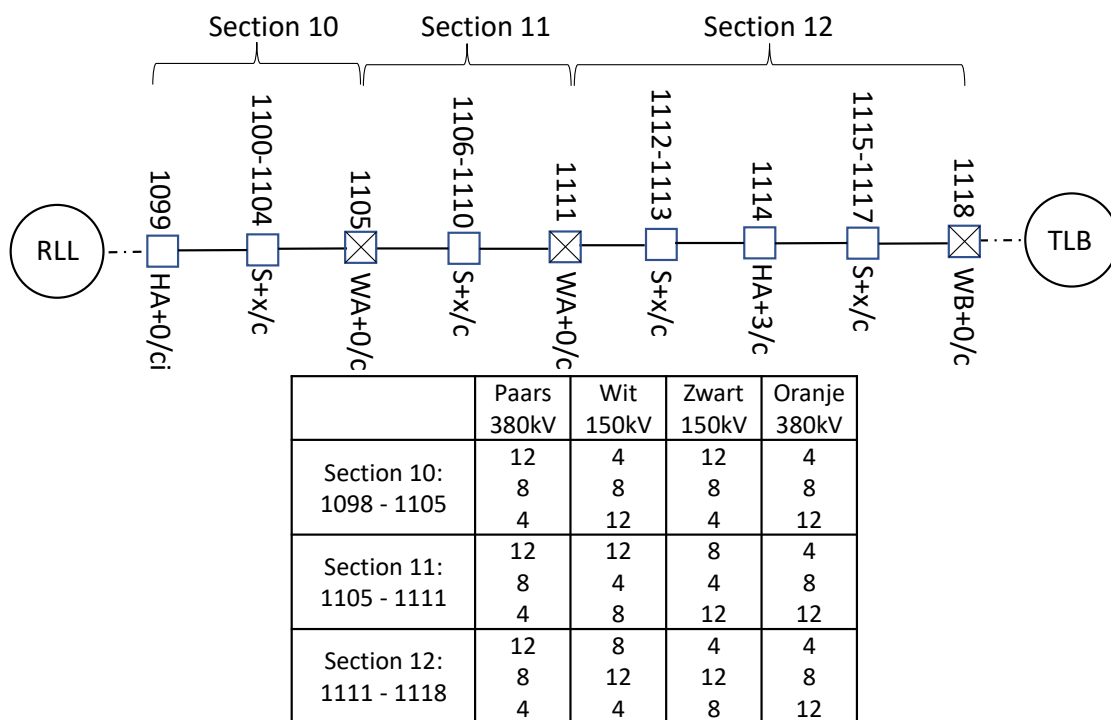 Section 10
Section 11
Section 12
1099
1100-1104
1105
1106-1110
1111
1112-1113
1114
1115-1117
1118
RLL
TLB
HA+0/ci
S+x/c
WA+0/c
S+x/c
WA+0/c
S+x/c
HA+3/c
S+x/c
WB+0/c
Paars Wit Zwart Oranje
380kV 150kV 150kV 380kV
Section 10:
1098 - 1105
12 4 12 4
8 8 8 8
4 12 4 12
Section 11:
1105 - 1111
12 12 8 4
8 4 4 8
4 8 12 12
Section 12:
1111 - 1118
12 8 4 4
8 12 12 8
4 4 8 12